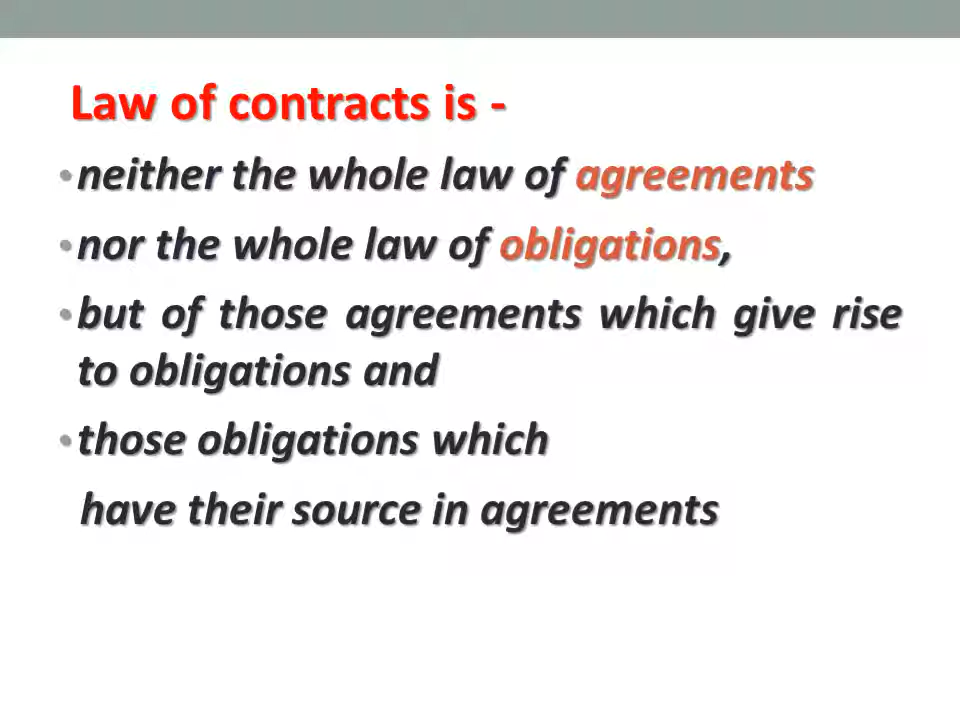 Law of contracts is -
•neither the whole law of agreements
•nor the whole law of obligations,
•but of those agreements which give rise
to obligations and
•those obligations which
have their source in agreements